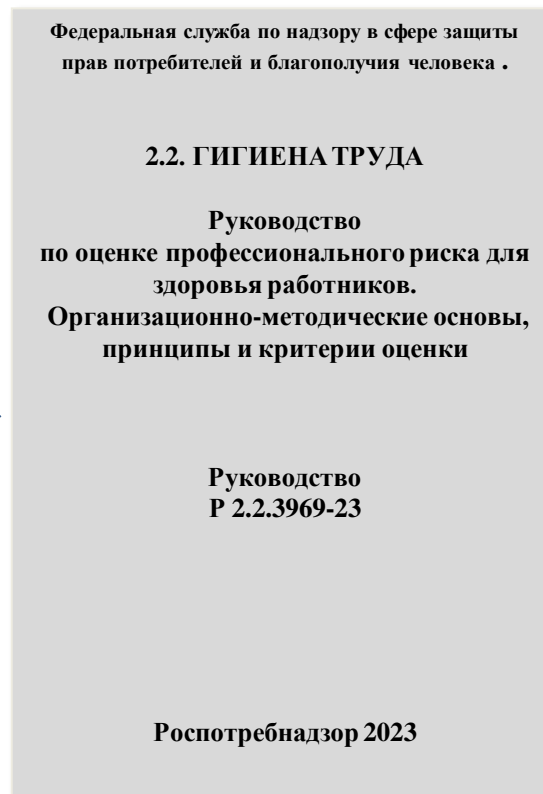 Федеральная служба по надзору в сфере защиты
прав потребителей и благополучия человека .
2.2. ГИГИЕНА ТРУДА
Руководство
по оценке профессионального риска для
здоровья работников.
Организационно-методические основы,
принципы и критерии оценки
Руководство
Р 2.2.3969-23
Роспотребнадзор 2023